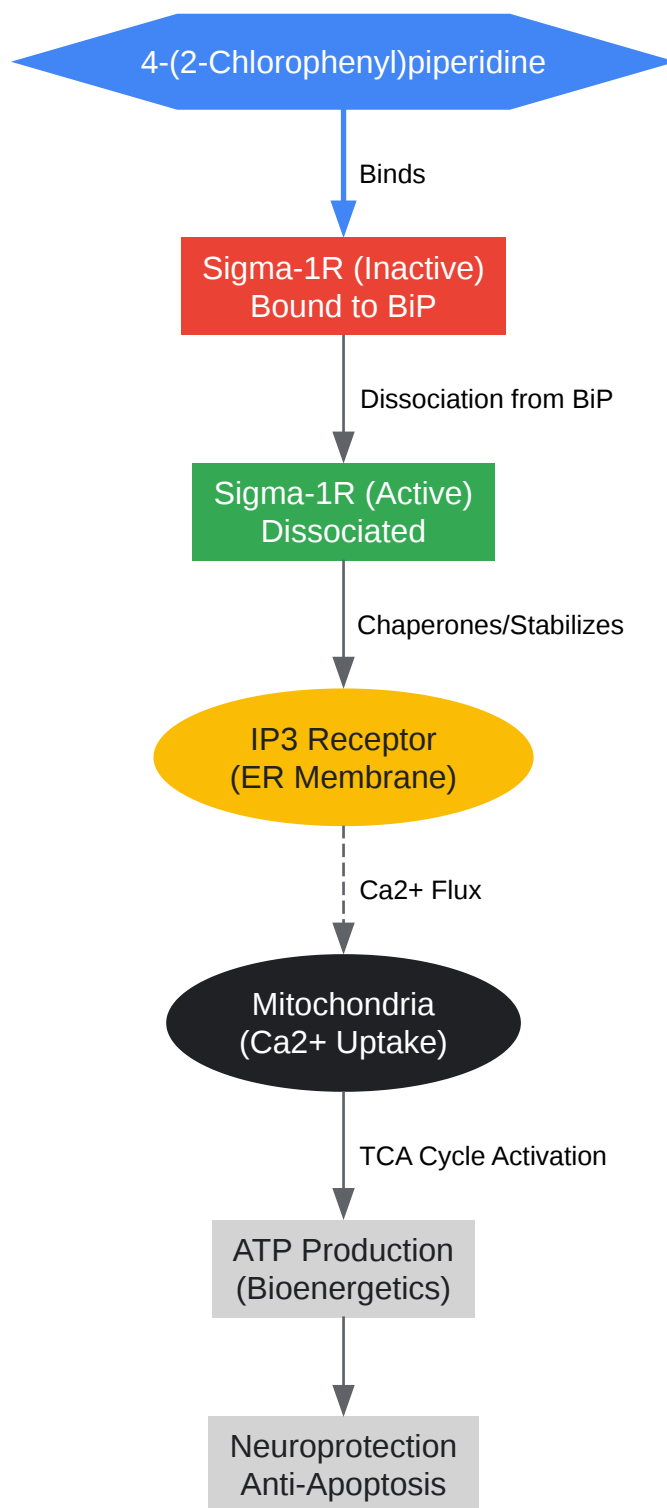 4-(2-Chlorophenyl)piperidine
Binds
Sigma-1R (Inactive)
Bound to BiP
Dissociation from BiP
Sigma-1R (Active)
Dissociated
Chaperones/Stabilizes
IP3 Receptor
(ER Membrane)
Ca2+ Flux
Mitochondria
(Ca2+ Uptake)
TCA Cycle Activation
ATP Production
(Bioenergetics)
Neuroprotection
Anti-Apoptosis